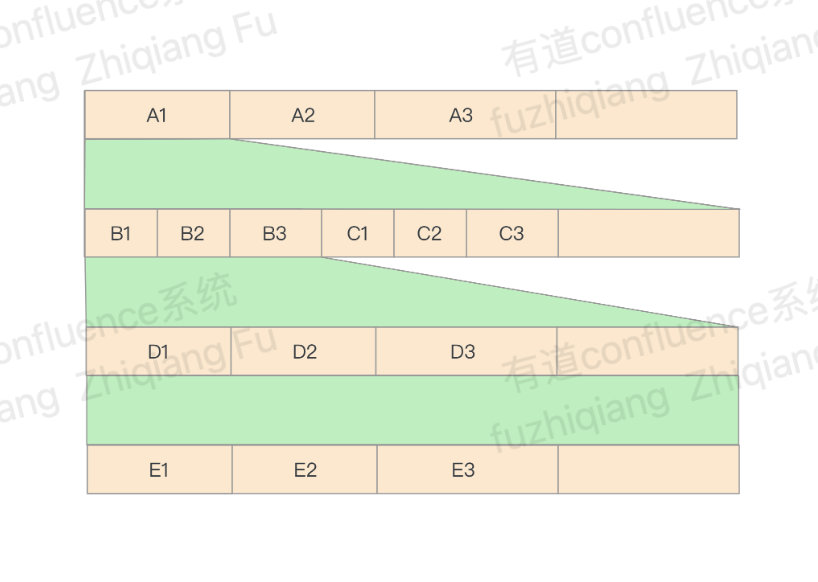 confluence系统
有道confluence系
ang Zhiqiang Fu
fuzhiqiang Zhiqiang
A1 A2 A3
B1 B2 B3 C1 C2 C3
confluence系统
有道confluence系统
D1 D2 D3
ang Zhiqiang Fu
fuzhiqiang Zhiqiang
E1 E2 E3